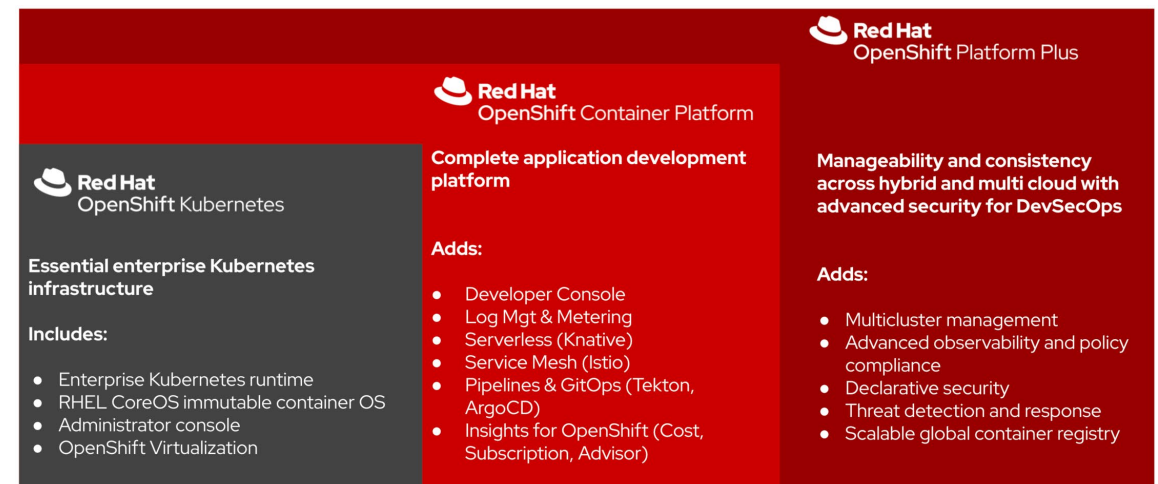 Red Hat
OpenShift Kubernetes
Essential enterprise Kubernetes
infrastructure
Includes:
● Enterprise Kubernetes runtime
● RHEL CoreOS immutable container OS
● Administrator console
● OpenShift Virtualization
Red Hat
OpenShift Container Platform
Complete application development
platform
Adds:
● Developer Console
● Log Mgt & Metering
● Serverless (Knative)
● Service Mesh (Istio)
● Pipelines & GitOps (Tekton,
ArgoCD)
● Insights for OpenShift (Cost,
Subscription, Advisor)
Red Hat
OpenShift Platform Plus
Manageability and consistency
across hybrid and multi cloud with
advanced security for DevSecOps
Adds:
● Multicluster management
● Advanced observability and policy
compliance
● Declarative security
● Threat detection and response
● Scalable global container registry